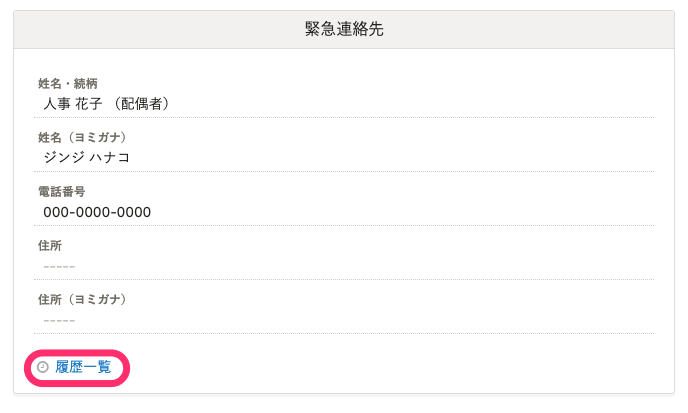 緊急連絡先
姓名・続柄
人事 花子 （配偶者）
姓名（ヨミガナ）
ジンジ ハナコ
電話番号
000-0000-0000
住所
-----
住所（ヨミガナ）
-----
履歴一覧